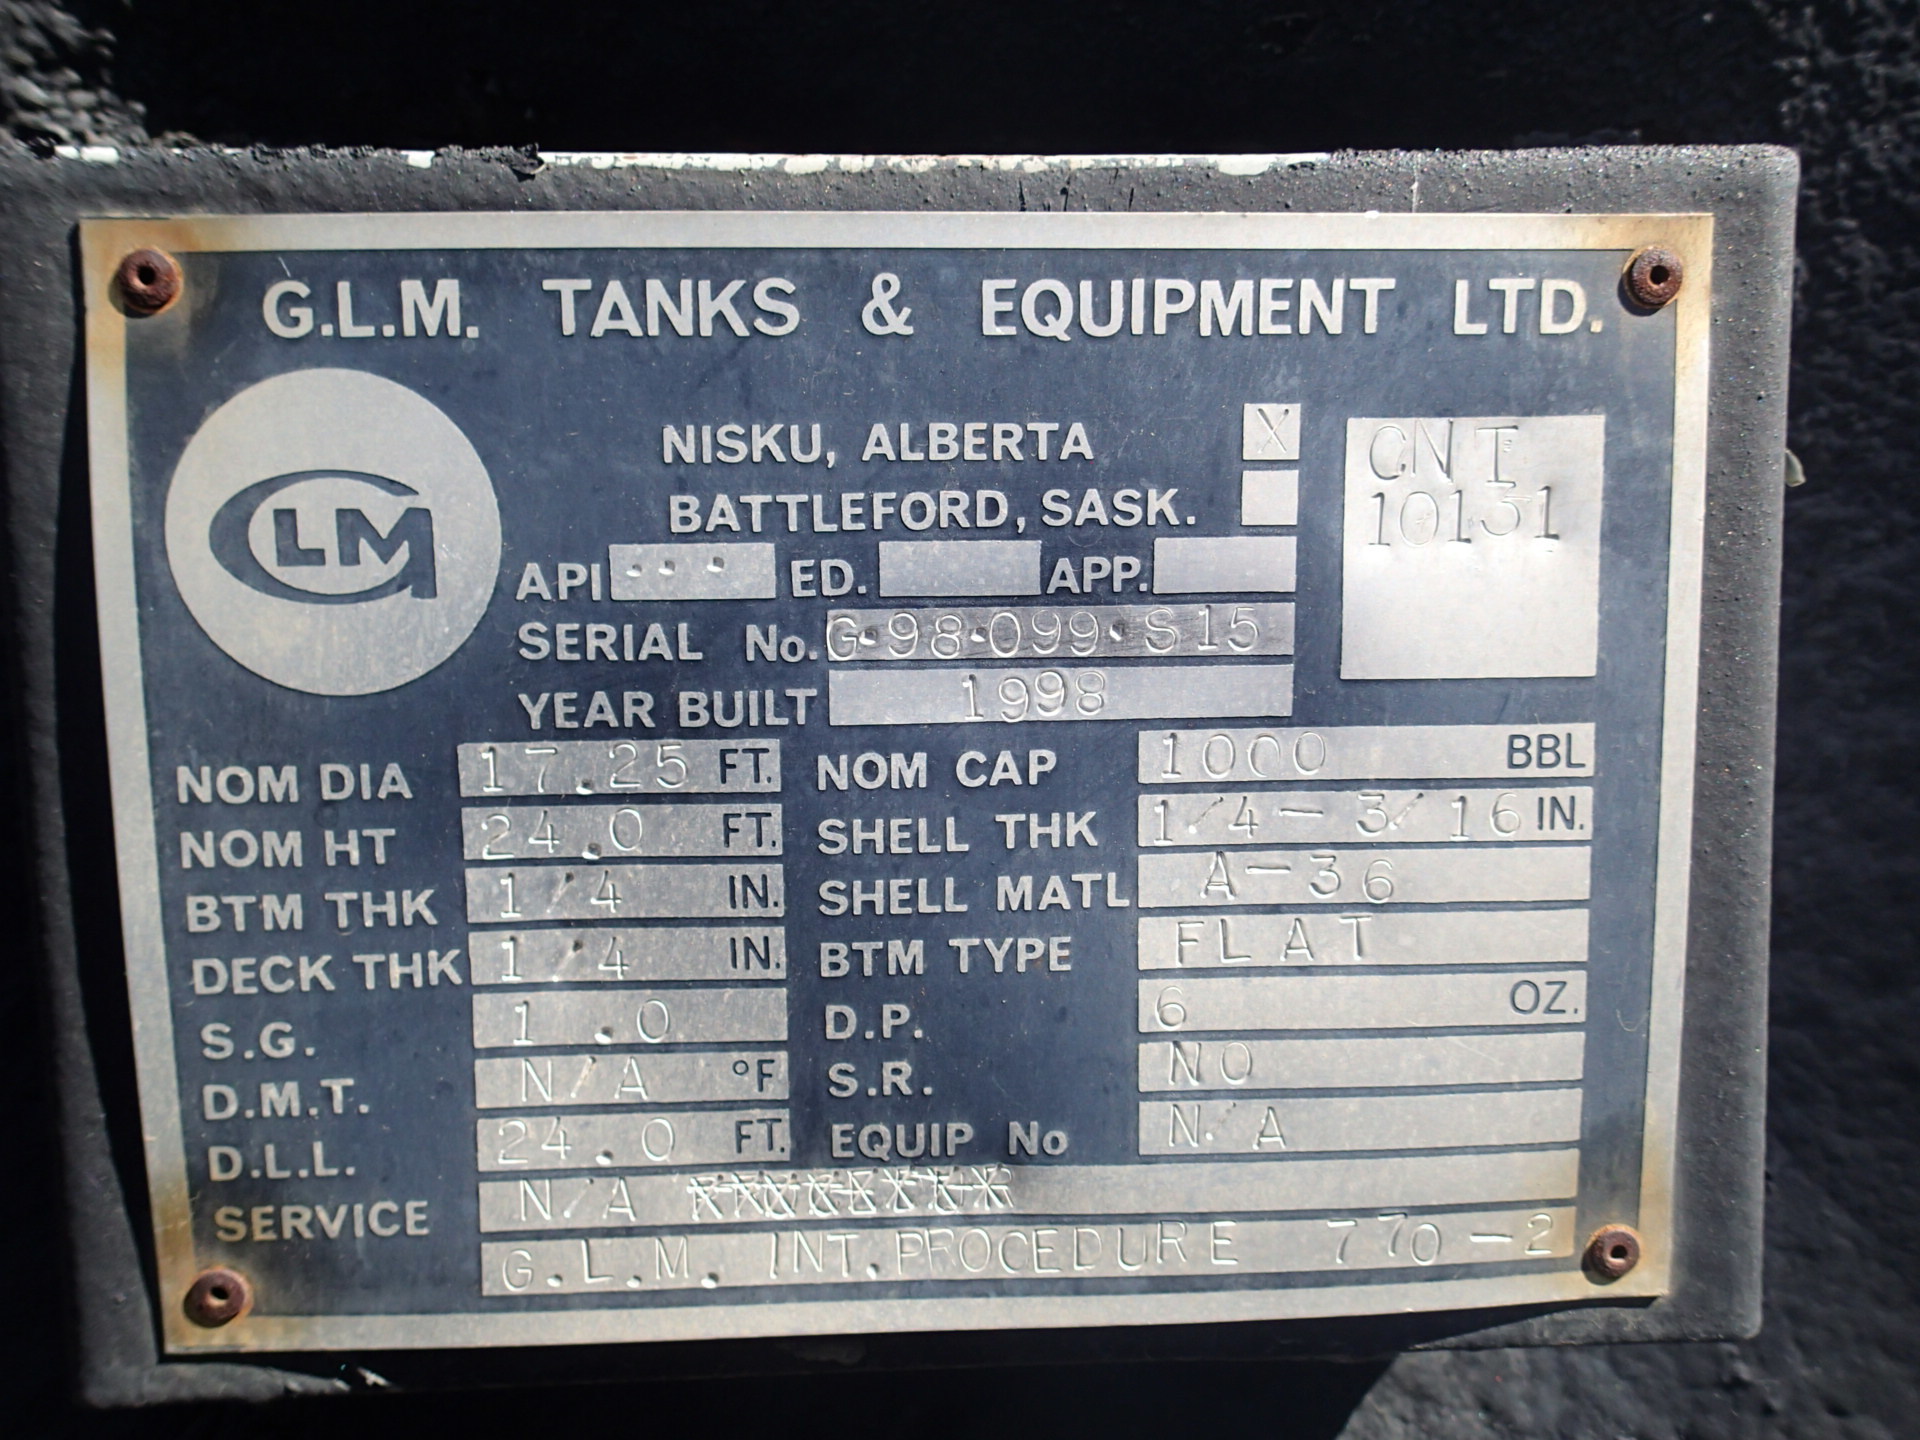 G.L.M. TANKS & EQUIPMENT LTD.
GLM
NISKU, ALBERTA X
BATTLEFORD, SASK.
CNT
10131
API ... ED. APP.
SERIAL No. G-98-099-S15
YEAR BUILT 1998
NOM DIA 17.25 FT. NOM CAP 1000 BBL
NOM HT 24.0 FT. SHELL THK 1/4-3/16 IN.
BTM THK 1/4 IN. SHELL MATL A-36
DECK THK 1/4 IN. BTM TYPE FLAT
S.G. 1.0 D.P. 6 OZ.
D.M.T. N/A °F S.R. NO
D.L.L. 24.0 FT. EQUIP No N/A
SERVICE N/A
G.L.M. INT. PROCEDURE 770-2